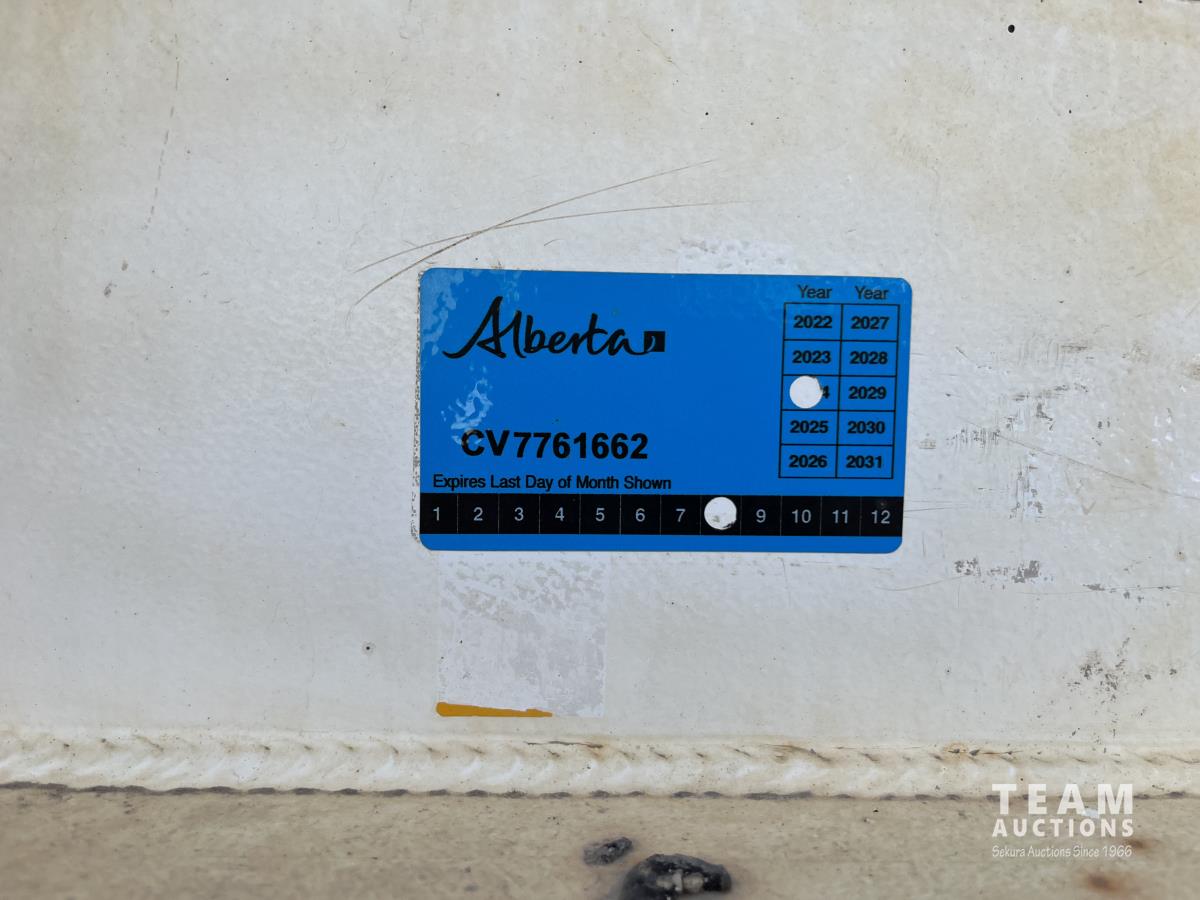 Alberta
Year Year
2022 2027
2023 2028
4 2029
2025 2030
2026 2031
CV7761662
Expires Last Day of Month Shown
1 2 3 4 5 6 7 9 10 11 12
TEAM
AUCTIONS
Sekura Auctions Since 1966